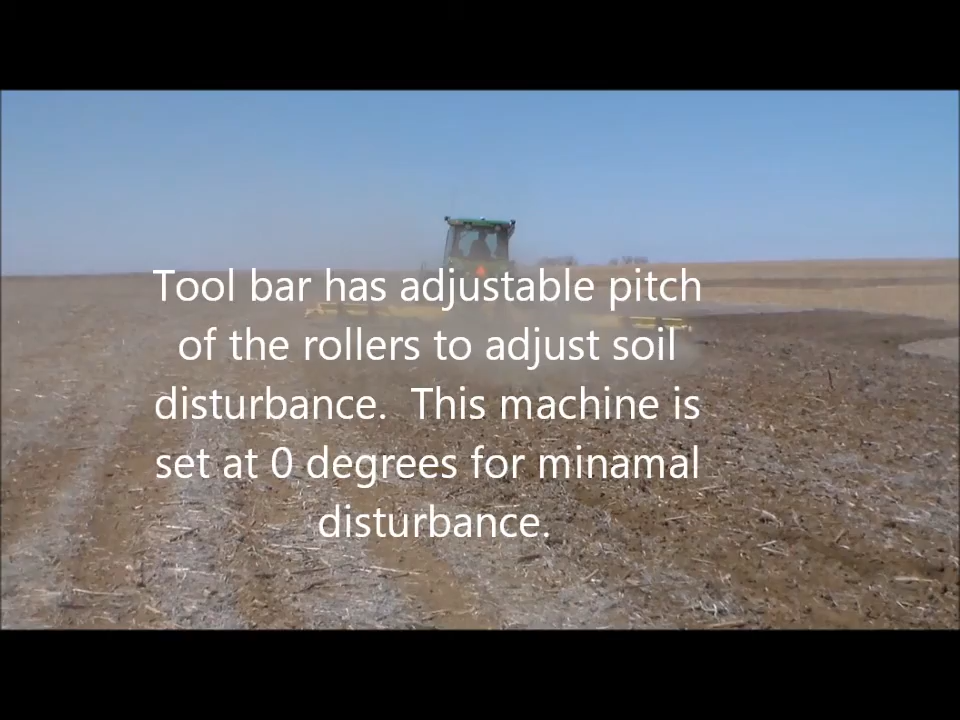 Tool bar has adjustable pitch
of the rollers to adjust soil
disturbance.  This machine is
set at 0 degrees for minamal
disturbance.